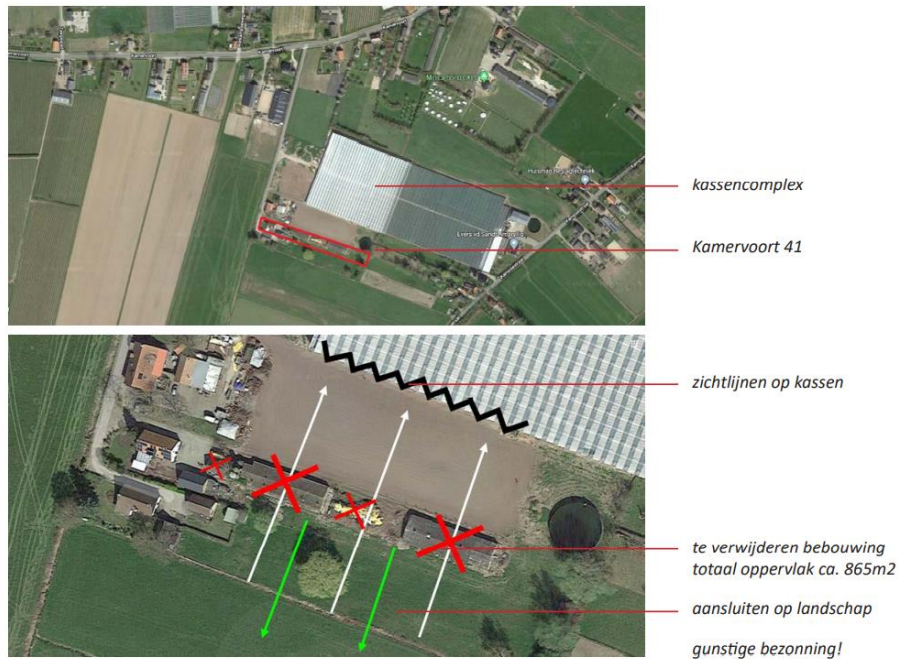 kassencomplex
Kamervoort 41
zichtlijnen op kassen
te verwijderen bebouwing
totaal oppervlak ca. 865m2
aansluiten op landschap
gunstige bezonning!